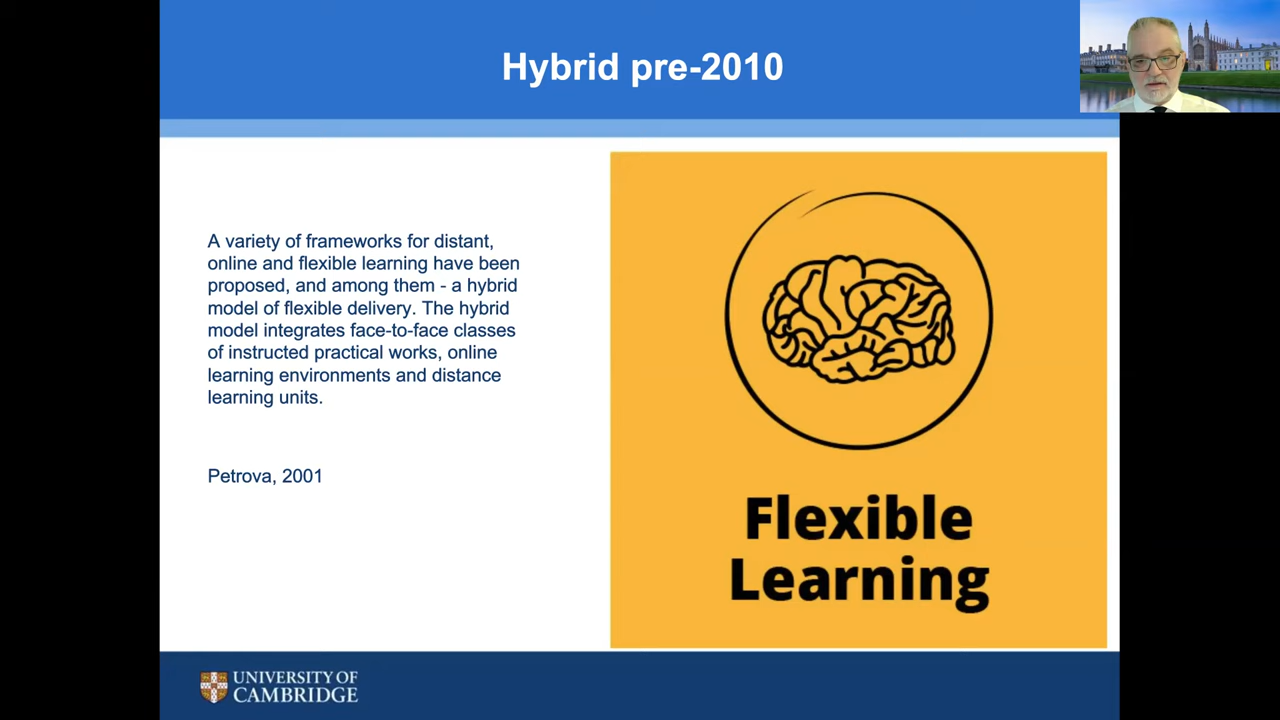 Hybrid pre-2010
A variety of frameworks for distant,
online and flexible learning have been
proposed, and among them - a hybrid
model of flexible delivery. The hybrid
model integrates face-to-face classes
of instructed practical works, online
learning environments and distance
learning units.
Petrova, 2001
Flexible
Learning
UNIVERSITY OF
CAMBRIDGE